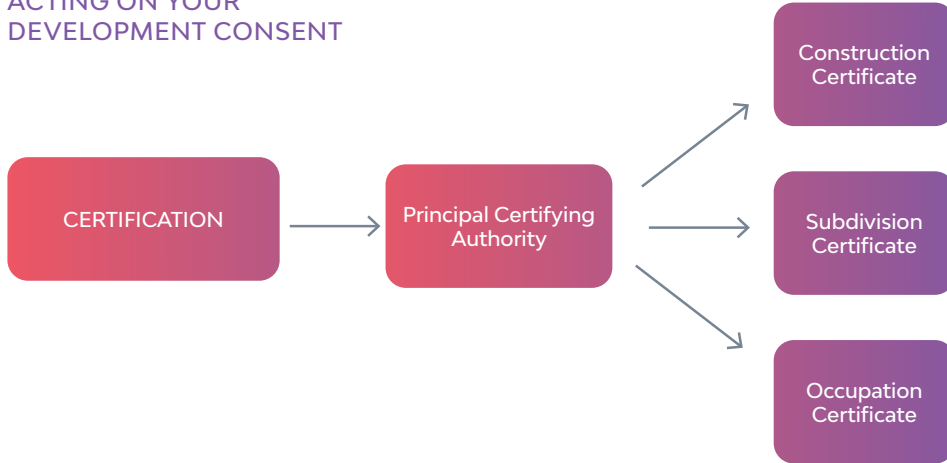 ACTING ON YOUR
DEVELOPMENT CONSENT
CERTIFICATION
Principal Certifying
Authority
Construction
Certificate
Subdivision
Certificate
Occupation
Certificate